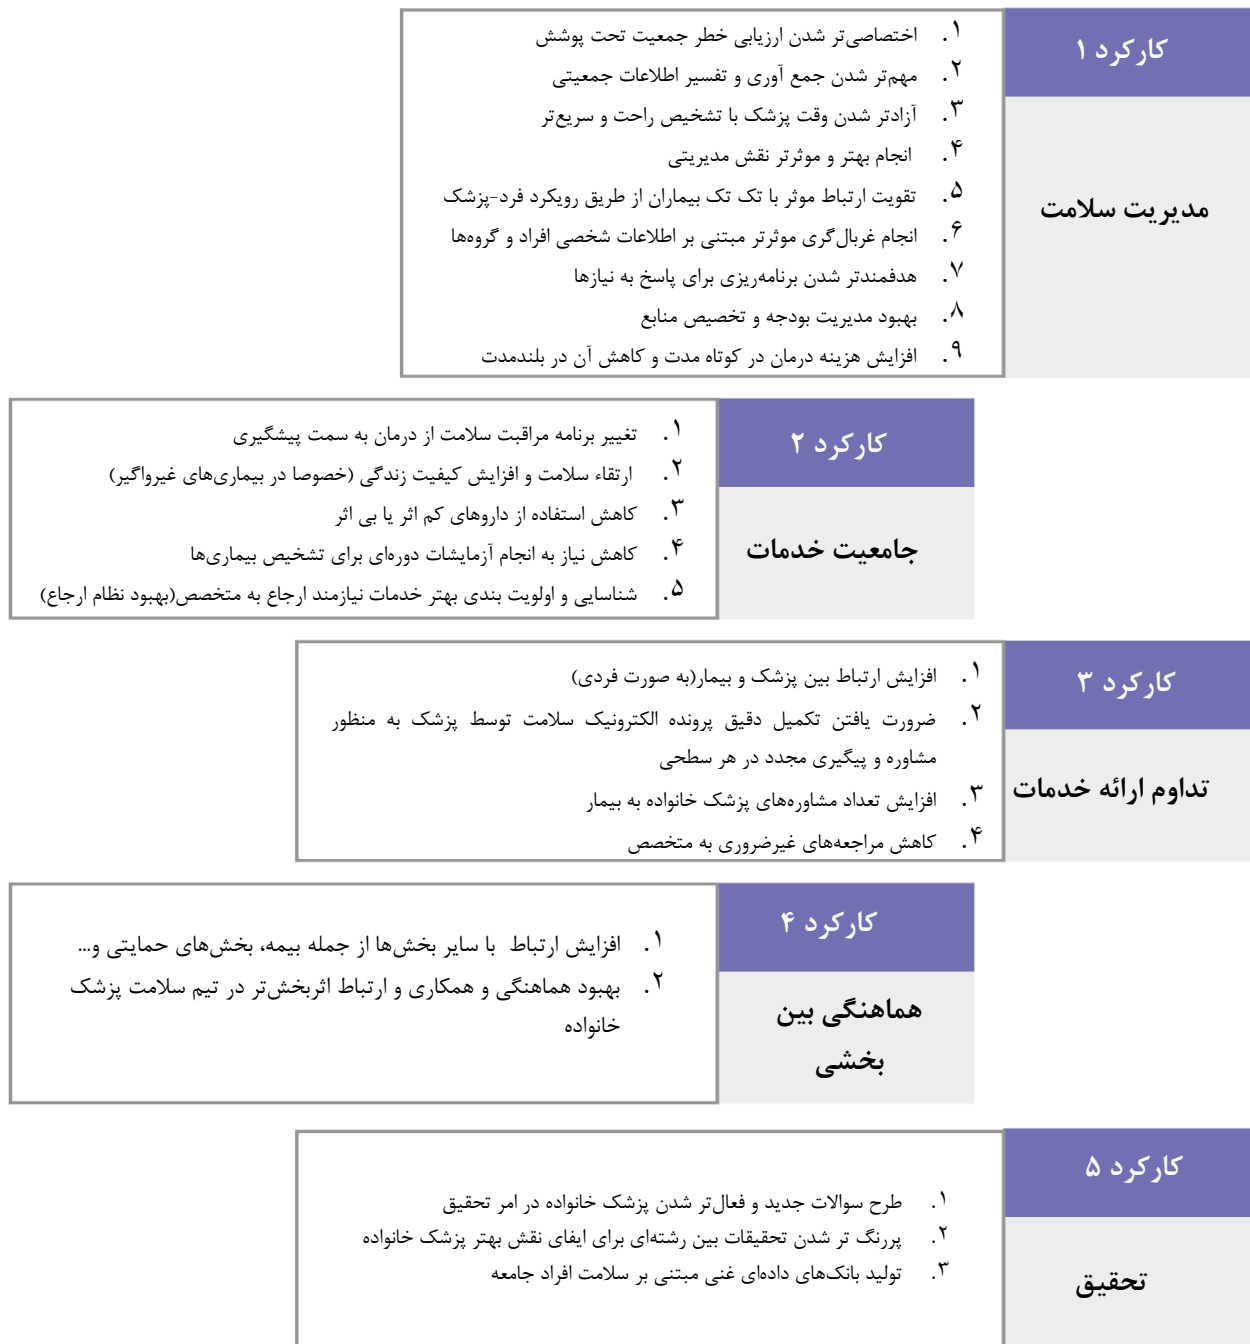 کارکرد ۱
مدیریت سلامت
۱. اختصاصی‌تر شدن ارزیابی خطر جمعیت تحت پوشش
۲. مهم‌تر شدن جمع آوری و تفسیر اطلاعات جمعیتی
۳. آزادتر شدن وقت پزشک با تشخیص راحت و سریع‌تر
۴. انجام بهتر و موثرتر نقش مدیریتی
۵. تقویت ارتباط موثر با تک تک بیماران از طریق رویکرد فرد-پزشک
۶. انجام غربال‌گری موثرتر مبتنی بر اطلاعات شخصی افراد و گروه‌ها
۷. هدفمندتر شدن برنامه‌ریزی برای پاسخ به نیازها
۸. بهبود مدیریت بودجه و تخصیص منابع
۹. افزایش هزینه درمان در کوتاه مدت و کاهش آن در بلندمدت
کارکرد ۲
جامعیت خدمات
۱. تغییر برنامه مراقبت سلامت از درمان به سمت پیشگیری
۲. ارتقاء سلامت و افزایش کیفیت زندگی (خصوصا در بیماری‌های غیرواگیر)
۳. کاهش استفاده از داروهای کم اثر یا بی اثر
۴. کاهش نیاز به انجام آزمایشات دوره‌ای برای تشخیص بیماری‌ها
۵. شناسایی و اولویت بندی بهتر خدمات نیازمند ارجاع به متخصص(بهبود نظام ارجاع)
کارکرد ۳
تداوم ارائه خدمات
۱. افزایش ارتباط بین پزشک و بیمار(به صورت فردی)
۲. ضرورت یافتن تکمیل دقیق پرونده الکترونیک سلامت توسط پزشک به منظور
مشاوره و پیگیری مجدد در هر سطحی
۳. افزایش تعداد مشاوره‌های پزشک خانواده به بیمار
۴. کاهش مراجعه‌های غیرضروری به متخصص
کارکرد ۴
هماهنگی بین
بخشی
۱. افزایش ارتباط با سایر بخش‌ها از جمله بیمه، بخش‌های حمایتی و...
۲. بهبود هماهنگی و همکاری و ارتباط اثربخش‌تر در تیم سلامت پزشک
خانواده
کارکرد ۵
تحقیق
۱. طرح سوالات جدید و فعال‌تر شدن پزشک خانواده در امر تحقیق
۲. پررنگ تر شدن تحقیقات بین رشته‌ای برای ایفای نقش بهتر پزشک خانواده
۳. تولید بانک‌های داده‌ای غنی مبتنی بر سلامت افراد جامعه